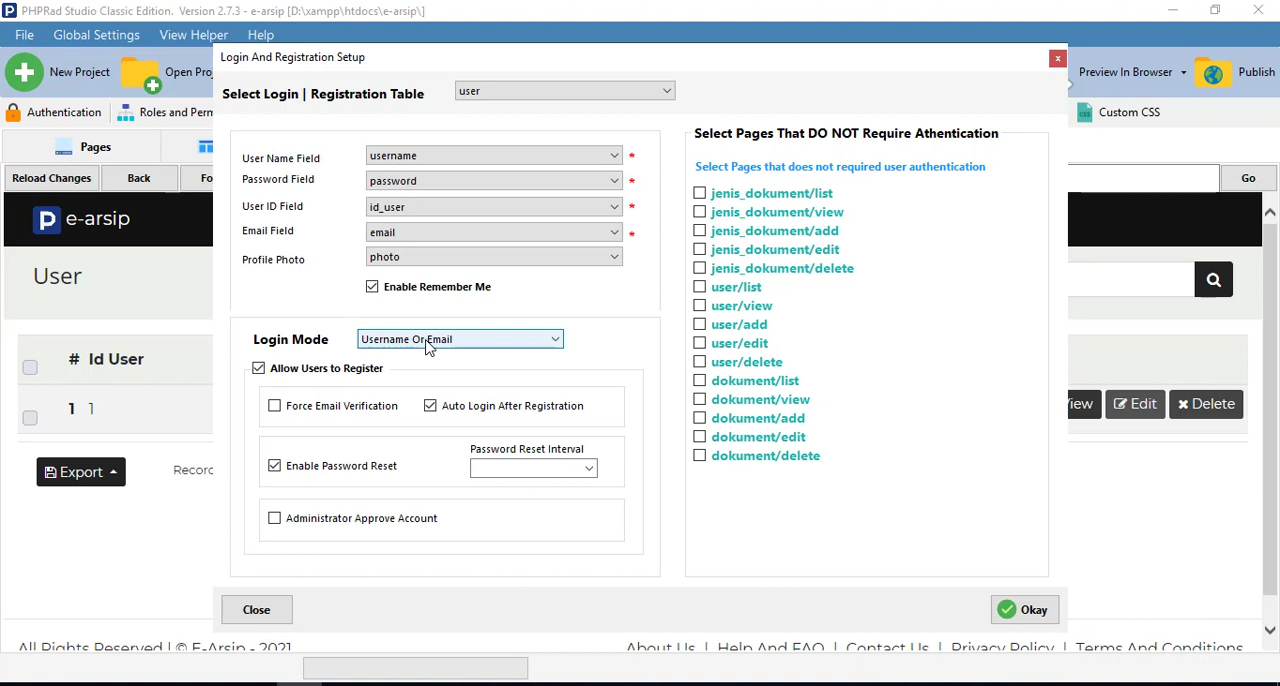 PHPRad Studio Classic Edition. Version 2.7.3 - e-arsip [D:\xampp\htdocs\e-arsip\]
File Global Settings View Helper Help
New Project Open Proj Preview In Browser Publish
Authentication Roles and Perm Custom CSS
Pages
Reload Changes Back Fo Go
e-arsip
User
# Id User
1 1
View Edit Delete
Export Recor
All Rights Reserved | © E-Arsip - 2021 About Us | Help And FAQ | Contact Us | Privacy Policy | Terms And Conditions
Login And Registration Setup x
Select Login | Registration Table user
User Name Field username *
Password Field password *
User ID Field id_user *
Email Field email *
Profile Photo photo
Enable Remember Me
Login Mode Username Or Email
Allow Users to Register
Force Email Verification Auto Login After Registration
Password Reset Interval
Enable Password Reset
Administrator Approve Account
Select Pages That DO NOT Require Athentication
Select Pages that does not required user authentication
jenis_dokument/list
jenis_dokument/view
jenis_dokument/add
jenis_dokument/edit
jenis_dokument/delete
user/list
user/view
user/add
user/edit
user/delete
dokument/list
dokument/view
dokument/add
dokument/edit
dokument/delete
Close Okay